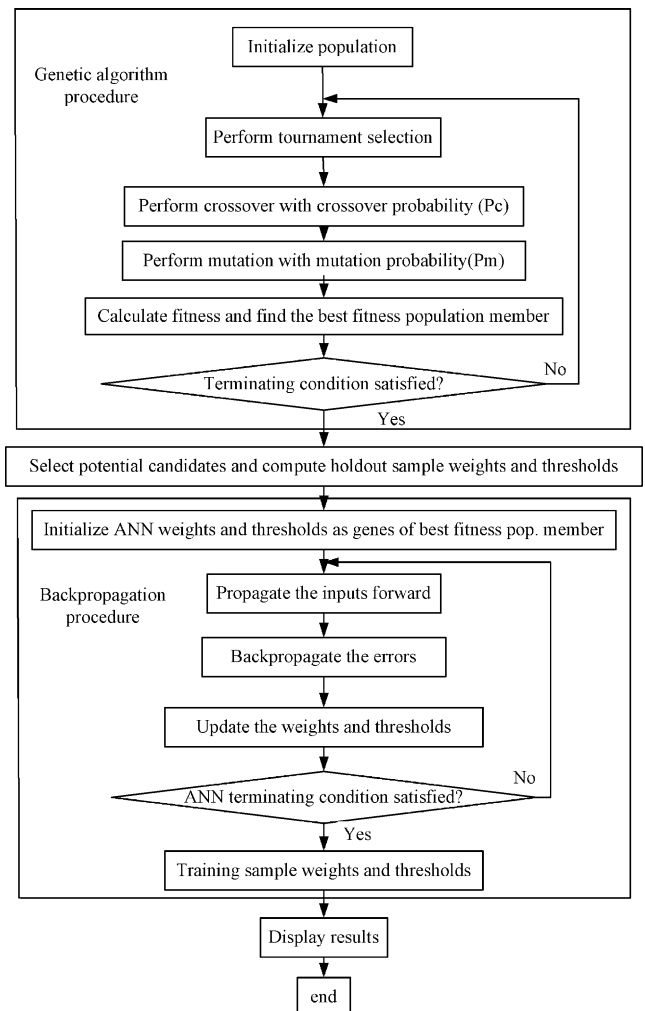 Initialize population
Genetic algorithm
procedure
Perform tournament selection
Perform crossover with crossover probability (Pc)
Perform mutation with mutation probability(Pm)
Calculate fitness and find the best fitness population member
Terminating condition satisfied?
No
Yes
Select potential candidates and compute holdout sample weights and thresholds
Initialize ANN weights and thresholds as genes of best fitness pop. member
Backpropagation
procedure
Propagate the inputs forward
Backpropagate the errors
Update the weights and thresholds
ANN terminating condition satisfied?
No
Yes
Training sample weights and thresholds
Display results
end